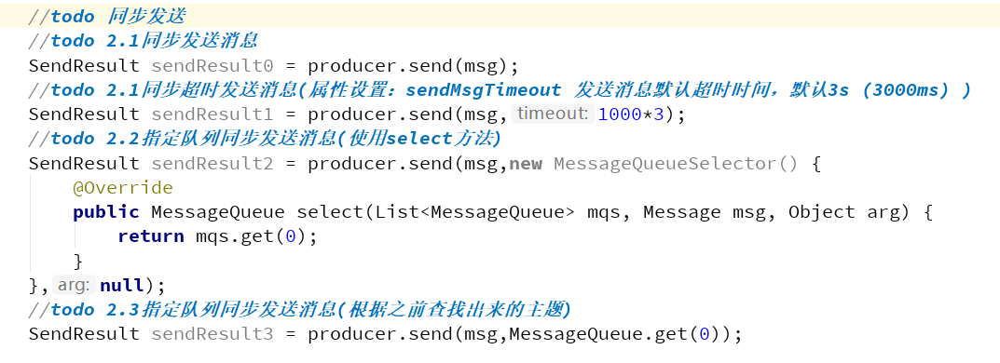 //todo 同步发送
//todo 2.1同步发送消息
SendResult sendResult0 = producer.send(msg);
//todo 2.1同步超时发送消息(属性设置：sendMsgTimeout 发送消息默认超时时间，默认3s (3000ms) )
SendResult sendResult1 = producer.send(msg, timeout: 1000*3);
//todo 2.2指定队列同步发送消息(使用select方法)
SendResult sendResult2 = producer.send(msg,new MessageQueueSelector() {
@Override
public MessageQueue select(List<MessageQueue> mqs, Message msg, Object arg) {
return mqs.get(0);
}
}, arg: null);
//todo 2.3指定队列同步发送消息(根据之前查找出来的主题)
SendResult sendResult3 = producer.send(msg,MessageQueue.get(0));